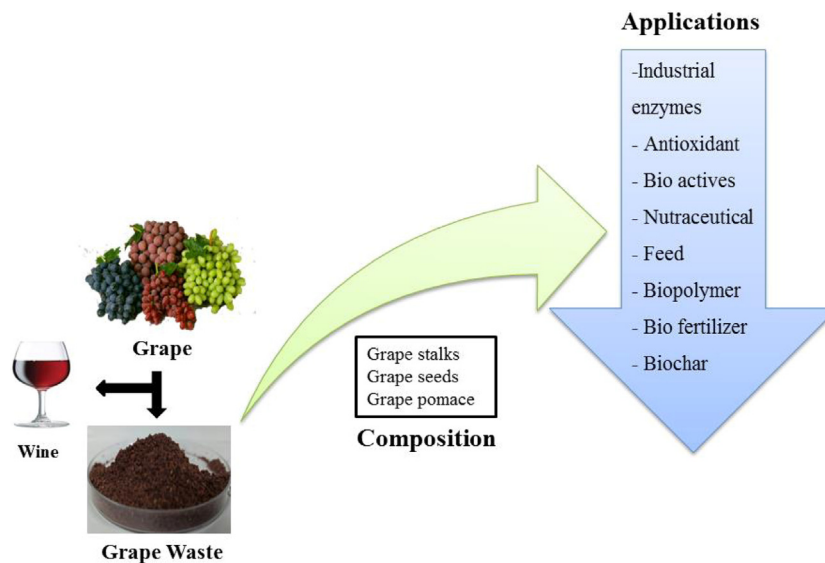 Applications
-Industrial
enzymes
- Antioxidant
- Bio actives
- Nutraceutical
- Feed
- Biopolymer
- Bio fertilizer
- Biochar
Grape
Wine
Grape Waste
Grape stalks
Grape seeds
Grape pomace
Composition